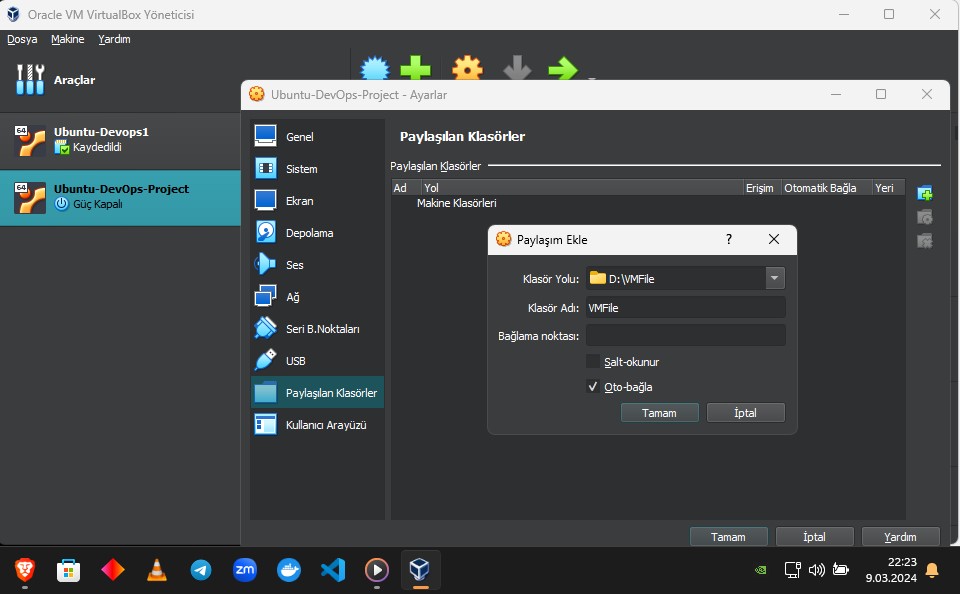 Oracle VM VirtualBox Yöneticisi
Dosya Makine Yardım
Araçlar
64 Ubuntu-Devops1
Kaydedildi
64 Ubuntu-DevOps-Project
Güç Kapalı
Ubuntu-DevOps-Project - Ayarlar
Genel
Sistem
Ekran
Depolama
Ses
Ağ
Seri B.Noktaları
USB
Paylaşılan Klasörler
Kullanıcı Arayüzü
Paylaşılan Klasörler
Paylaşılan Klasörler
Ad Yol Erişim Otomatik Bağla Yeri
Makine Klasörleri
Paylaşım Ekle ?
Klasör Yolu: D:\VMFile
Klasör Adı: VMFile
Bağlama noktası:
Salt-okunur
Oto-bağla
Tamam İptal
Tamam İptal Yardım
zm
22:23
9.03.2024